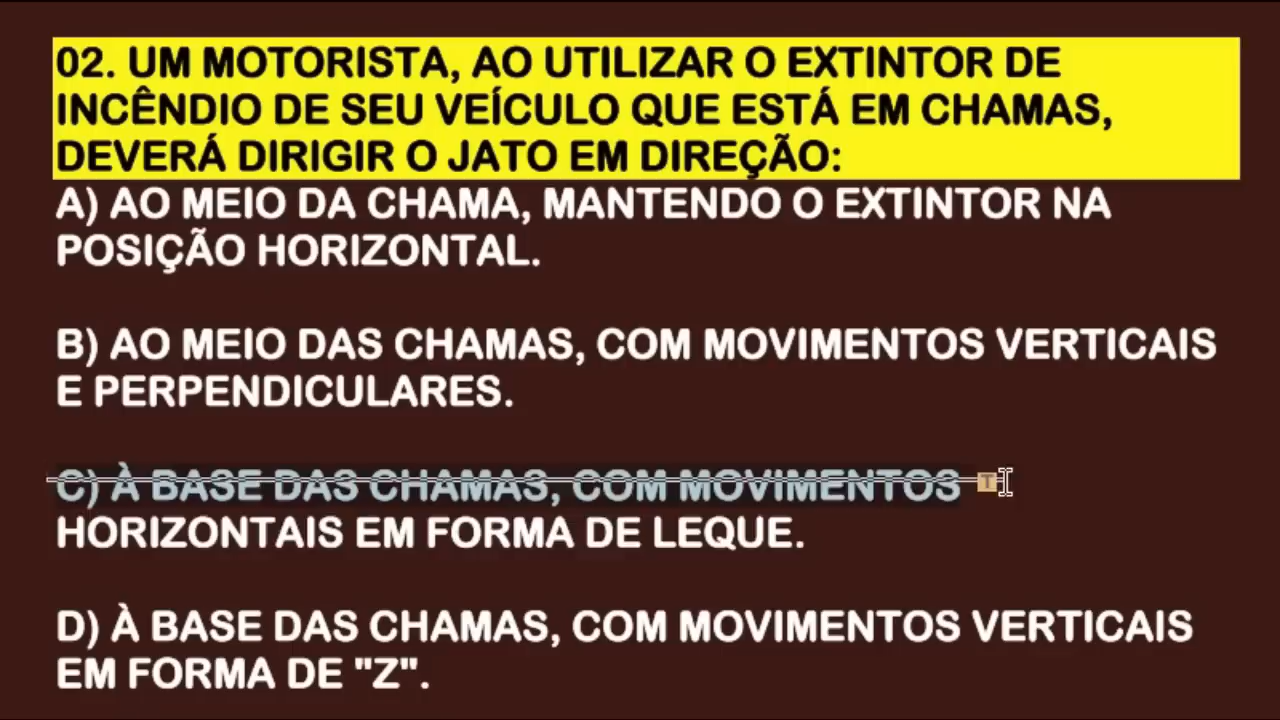 02. UM MOTORISTA, AO UTILIZAR O EXTINTOR DE
INCÊNDIO DE SEU VEÍCULO QUE ESTÁ EM CHAMAS,
DEVERÁ DIRIGIR O JATO EM DIREÇÃO:
A) AO MEIO DA CHAMA, MANTENDO O EXTINTOR NA
POSIÇÃO HORIZONTAL.
B) AO MEIO DAS CHAMAS, COM MOVIMENTOS VERTICAIS
E PERPENDICULARES.
C) À BASE DAS CHAMAS, COM MOVIMENTOS
HORIZONTAIS EM FORMA DE LEQUE.
D) À BASE DAS CHAMAS, COM MOVIMENTOS VERTICAIS
EM FORMA DE "Z".